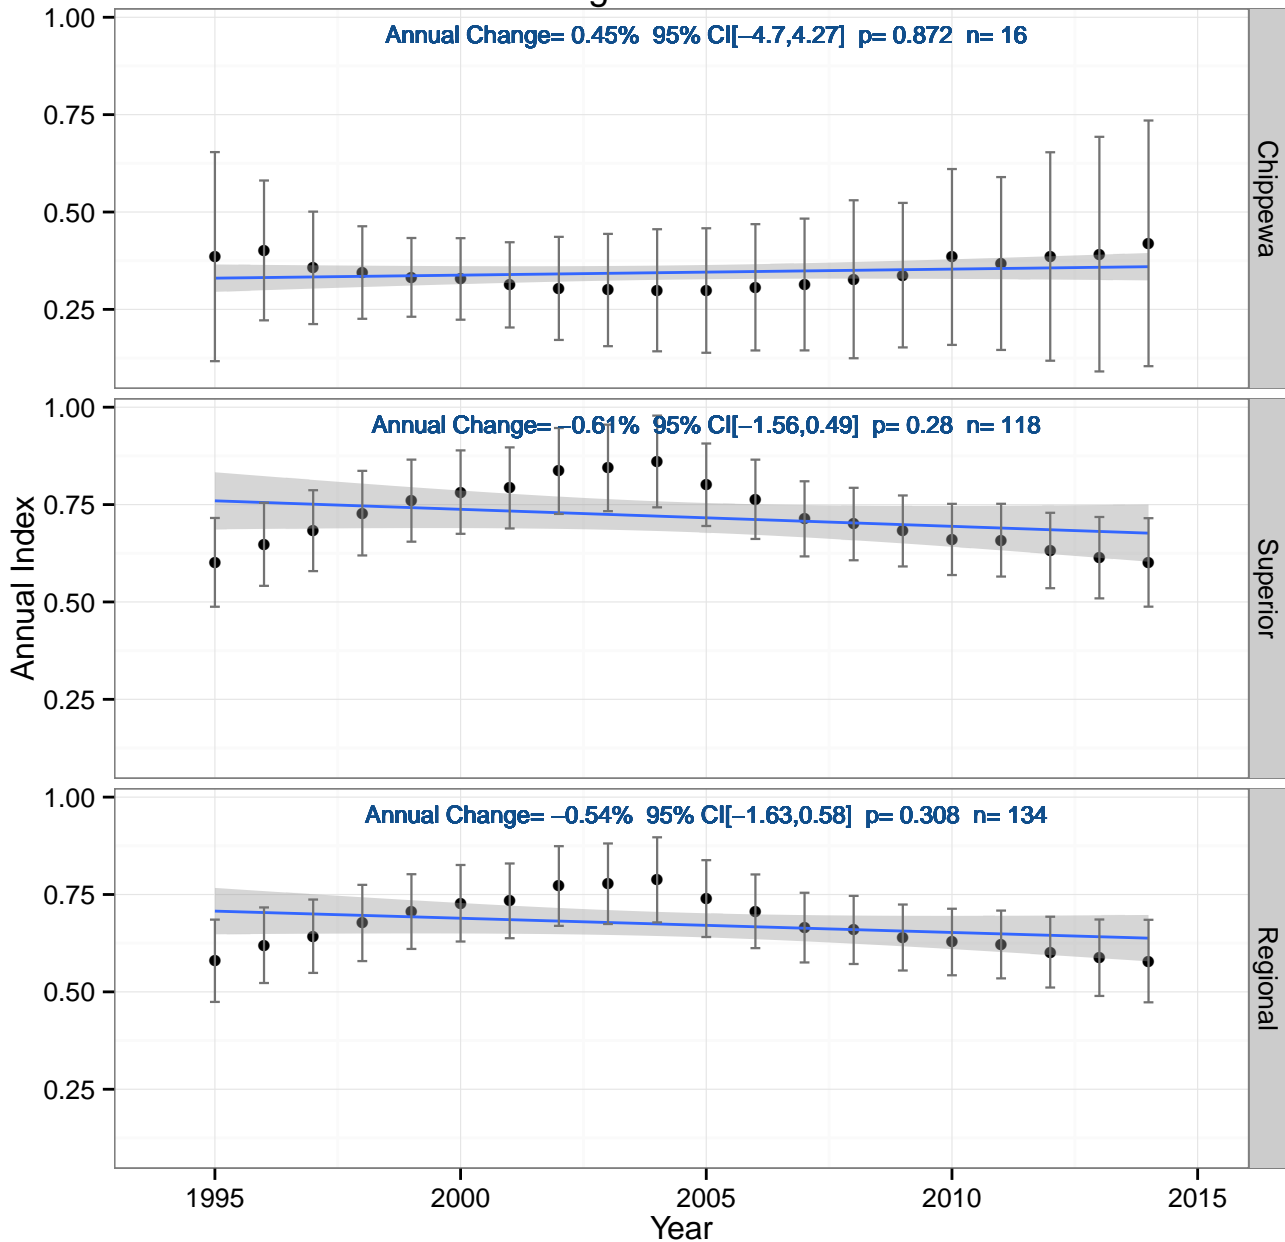 1.00
Annual Change= 0.45% 95% CI[−4.7,4.27] p= 0.872 n= 16
0.75
0.50
0.25
Chippewa
1.00
Annual Change= −0.61% 95% CI[−1.56,0.49] p= 0.28 n= 118
0.75
0.50
0.25
Superior
Annual Index
1.00
Annual Change= −0.54% 95% CI[−1.63,0.58] p= 0.308 n= 134
0.75
0.50
0.25
Regional
1995 2000 2005 2010 2015
Year